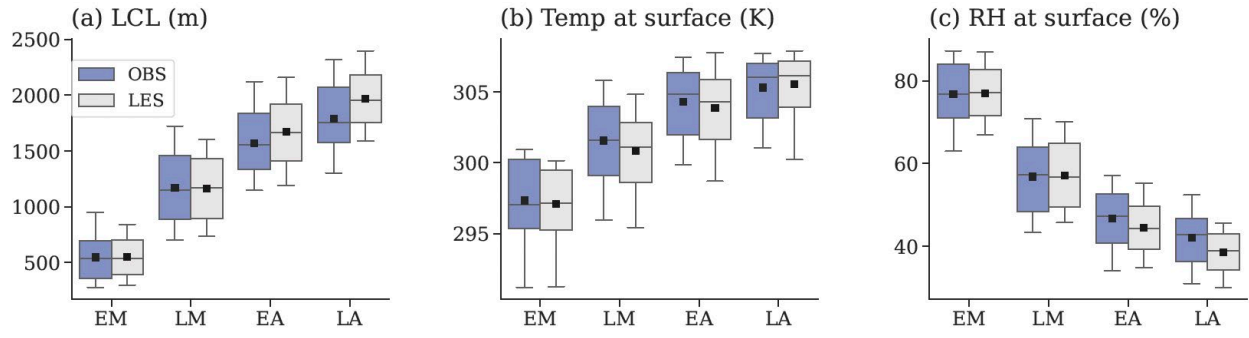 (a) LCL (m)
2500
2000
1500
1000
500
OBS
LES
EM LM EA LA
(b) Temp at surface (K)
305
300
295
EM LM EA LA
(c) RH at surface (%)
80
60
40
EM LM EA LA